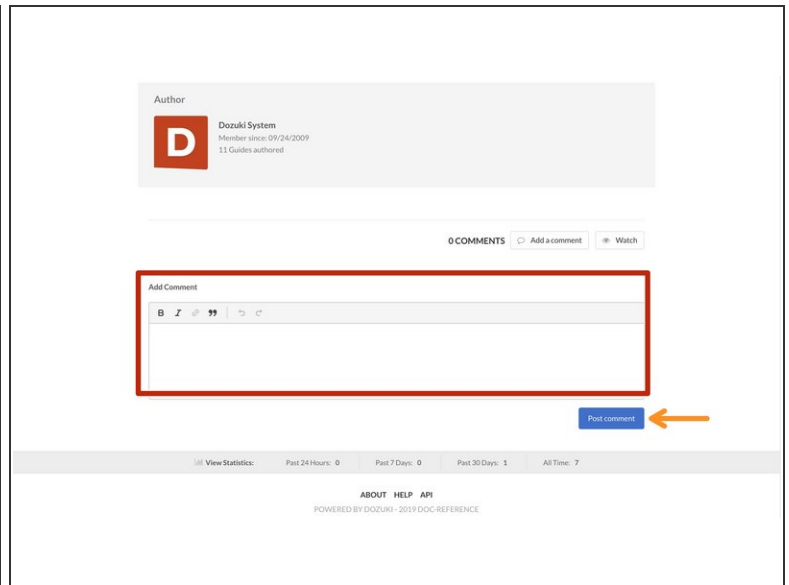 Author
D
Dozuki System
Member since: 09/24/2009
11 Guides authored
0 COMMENTS Add a comment Watch
Add Comment
B I ”
Post comment
View Statistics: Past 24 Hours: 0 Past 7 Days: 0 Past 30 Days: 1 All Time: 7
ABOUT HELP API
POWERED BY DOZUKI - 2019 DOC-REFERENCE